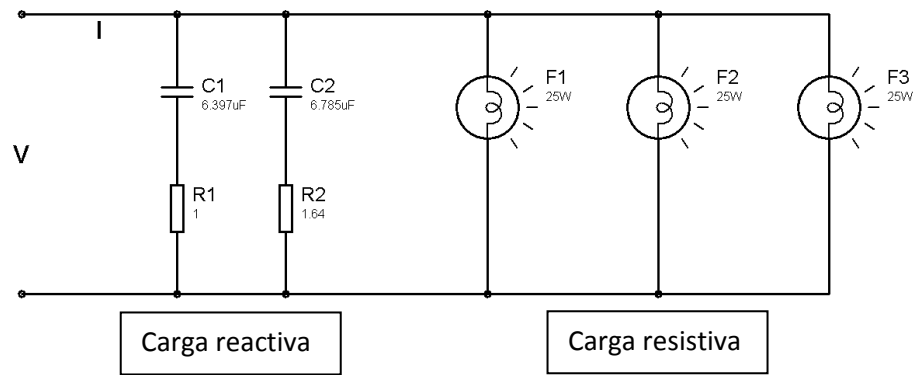 I
V
C1
6.397uF
R1
1
C2
6.785uF
R2
1.64
F1
25W
F2
25W
F3
25W
Carga reactiva
Carga resistiva